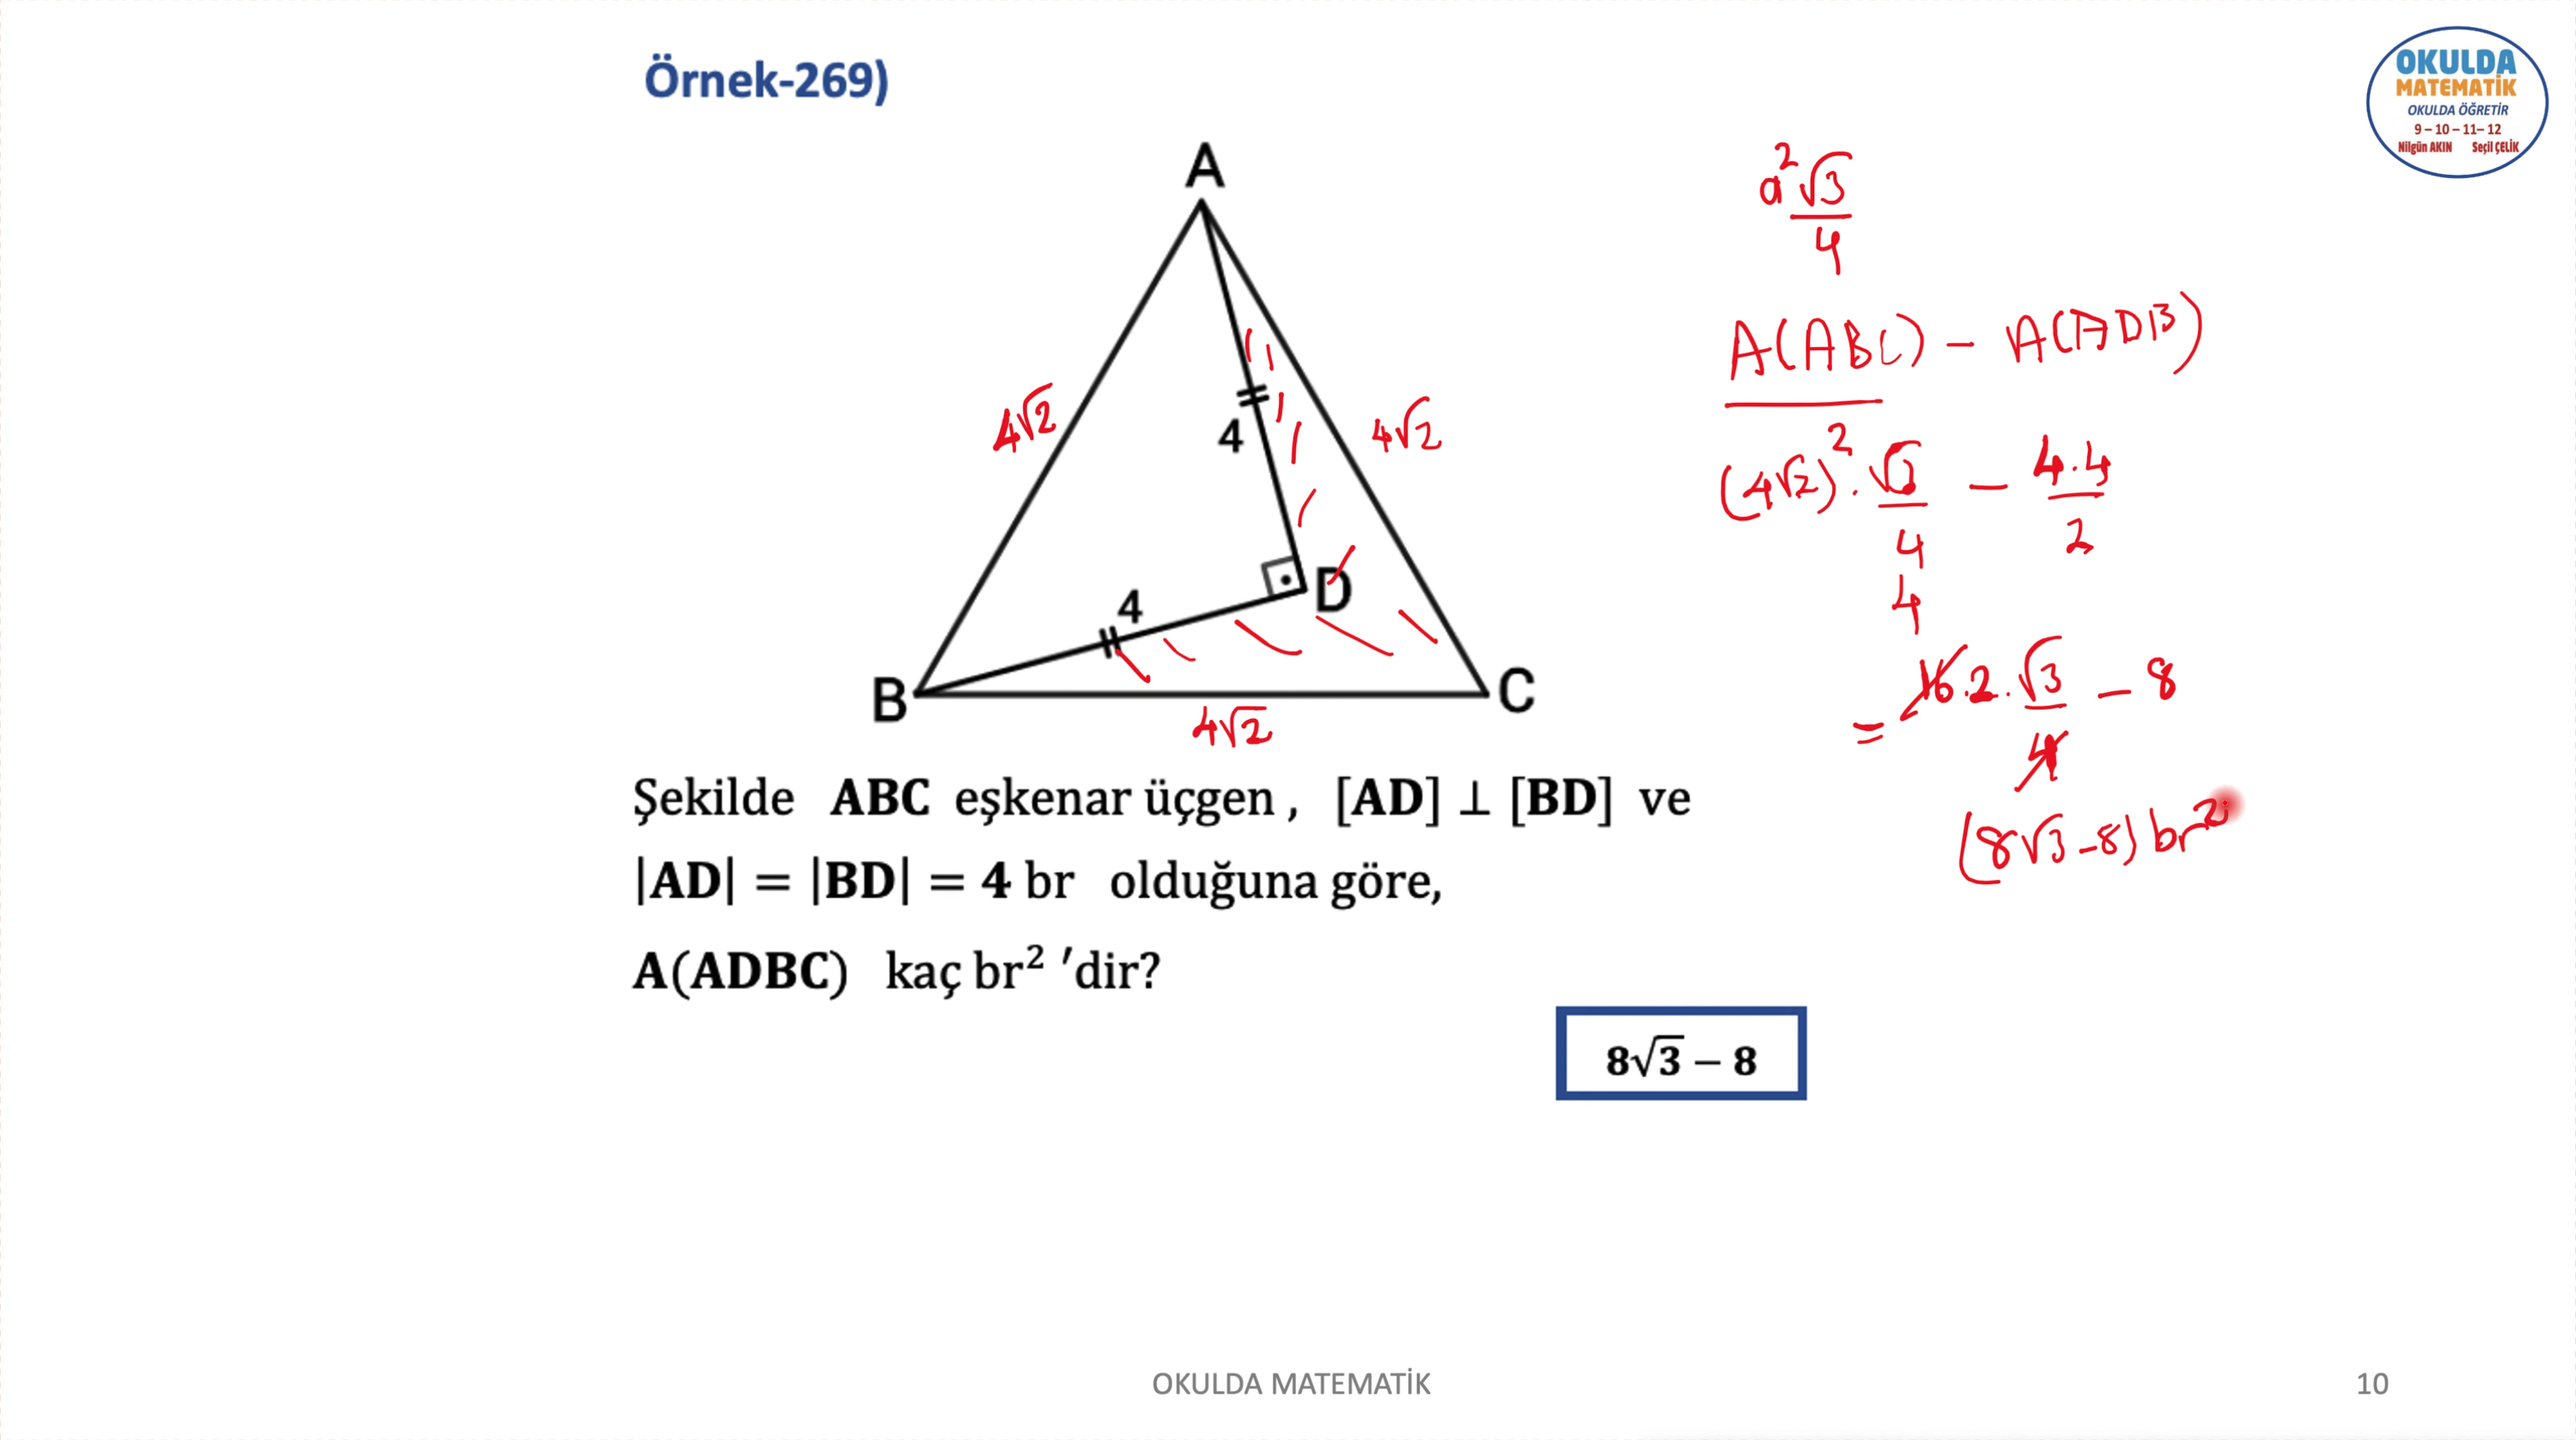 Örnek-269)
OKULDA
MATEMATİK
OKULDA ÖĞRETİR
9 – 10 – 11– 12
Nilgün AKIN Seçil ÇELİK
A
4√2
4
4√2
D
4
B
C
4√2
a²√3
4
A(ABC) - A(ADB)
(4√2)² . √3 - 4.4
4 2
4
= 16.2.√3 - 8
4
(8√3-8) br²
Şekilde ABC eşkenar üçgen , [AD] ⊥ [BD] ve
|AD| = |BD| = 4 br olduğuna göre,
A(ADBC) kaç br² ′dir?
8√3 − 8
OKULDA MATEMATİK
10